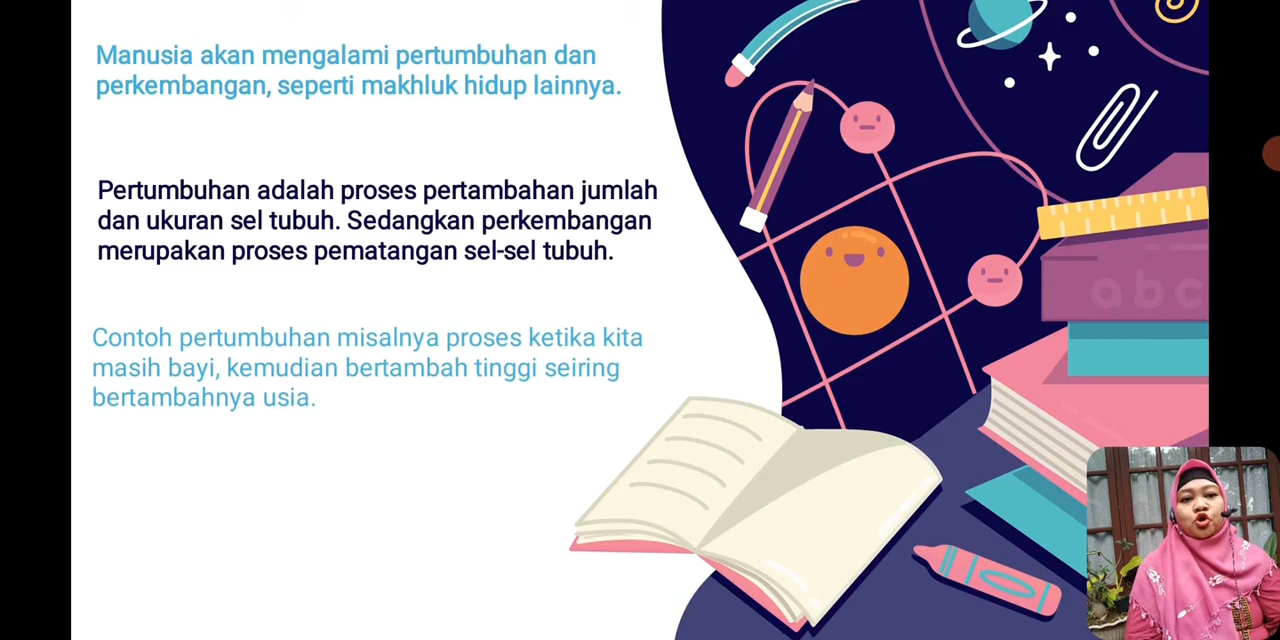 Manusia akan mengalami pertumbuhan dan
perkembangan, seperti makhluk hidup lainnya.
Pertumbuhan adalah proses pertambahan jumlah
dan ukuran sel tubuh. Sedangkan perkembangan
merupakan proses pematangan sel-sel tubuh.
Contoh pertumbuhan misalnya proses ketika kita
masih bayi, kemudian bertambah tinggi seiring
bertambahnya usia.
abc